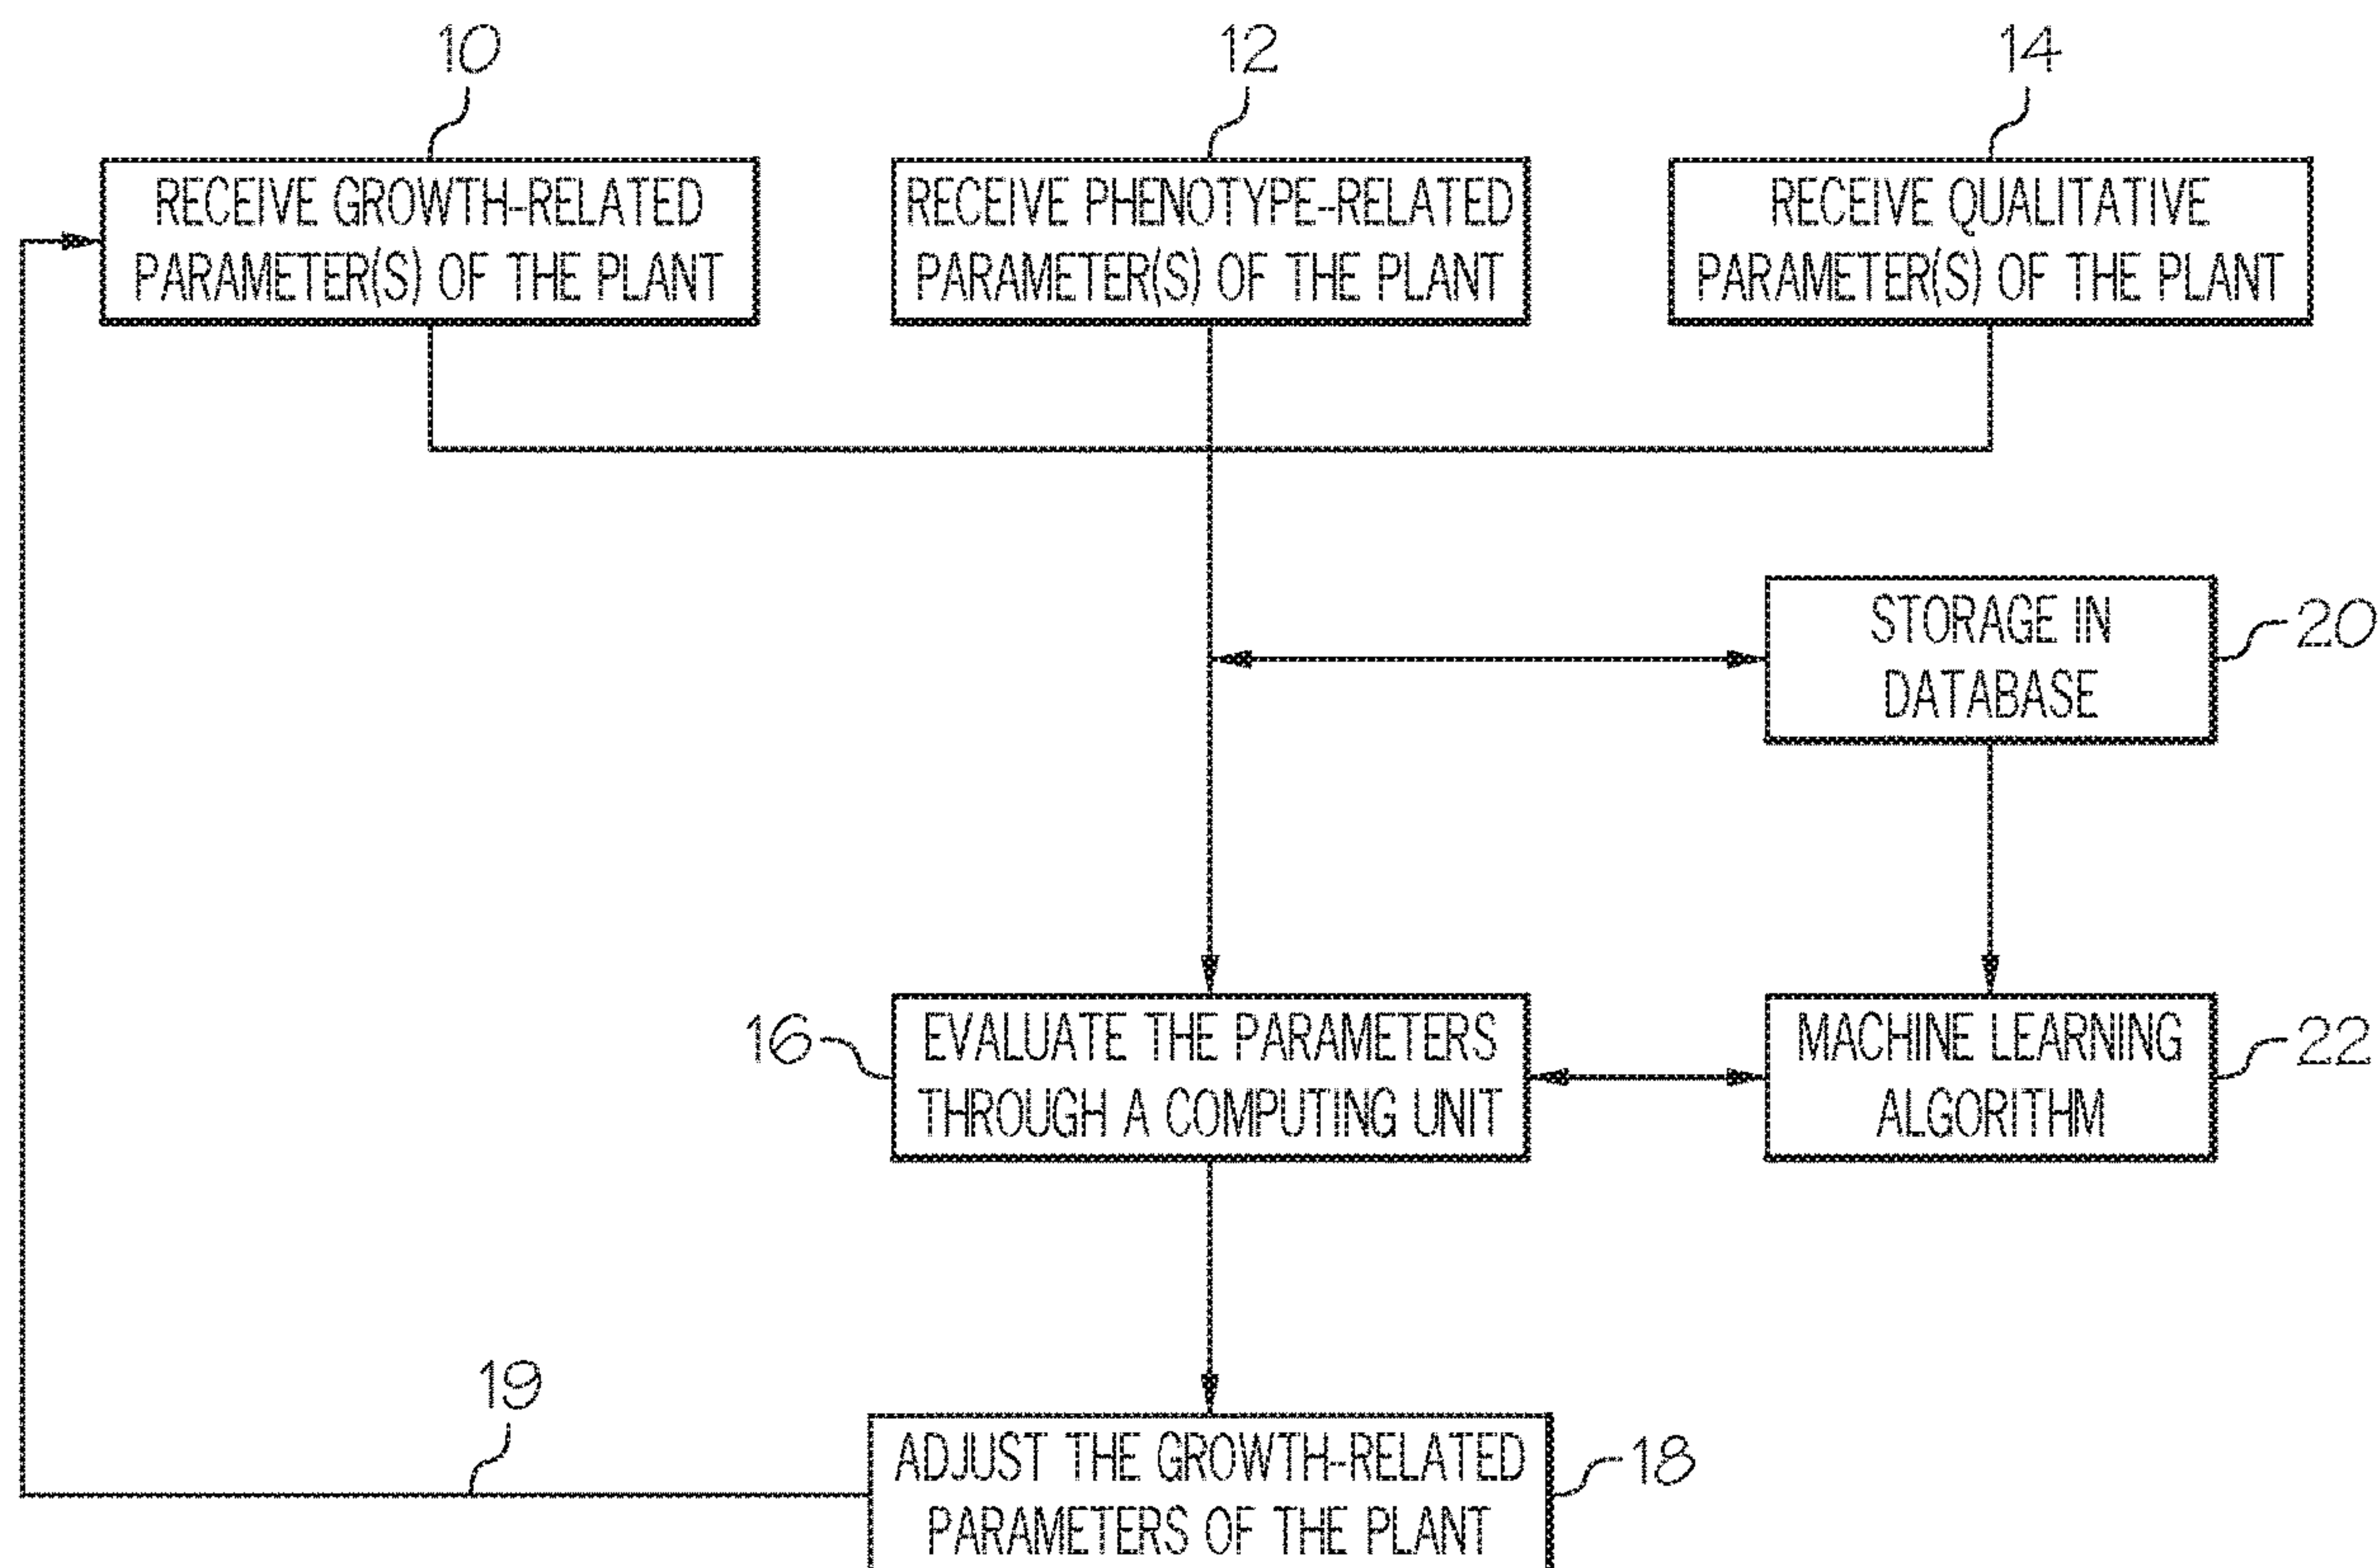 10
12
14
RECEIVE GROWTH-RELATED
PARAMETER(S) OF THE PLANT
RECEIVE PHENOTYPE-RELATED
PARAMETER(S) OF THE PLANT
RECEIVE QUALITATIVE
PARAMETER(S) OF THE PLANT
STORAGE IN
DATABASE
20
16
EVALUATE THE PARAMETERS
THROUGH A COMPUTING UNIT
MACHINE LEARNING
ALGORITHM
22
19
ADJUST THE GROWTH-RELATED
PARAMETERS OF THE PLANT
18